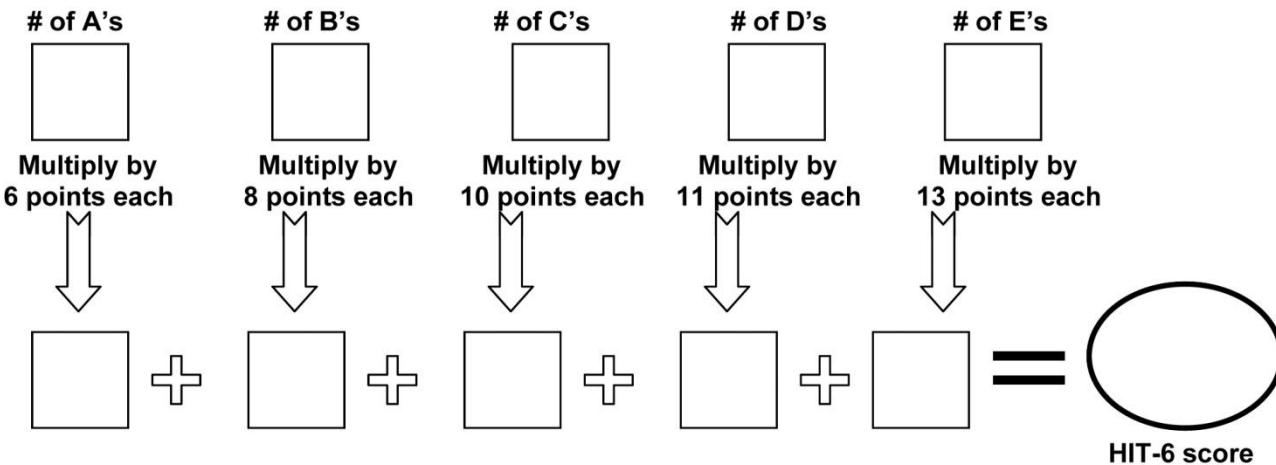 # of A's
# of B's
# of C's
# of D's
# of E's
Multiply by
6 points each
Multiply by
8 points each
Multiply by
10 points each
Multiply by
11 points each
Multiply by
13 points each
HIT-6 score